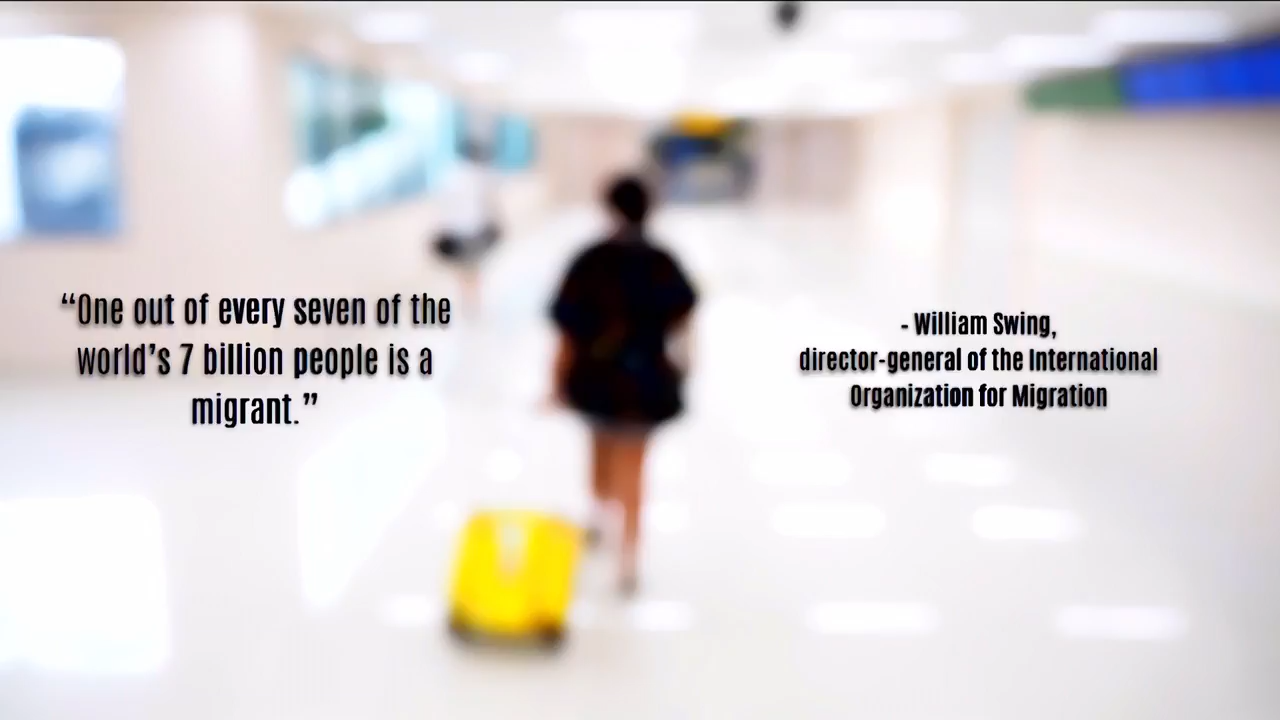 “One out of every seven of the
world’s 7 billion people is a
migrant.”
- William Swing,
director-general of the International
Organization for Migration